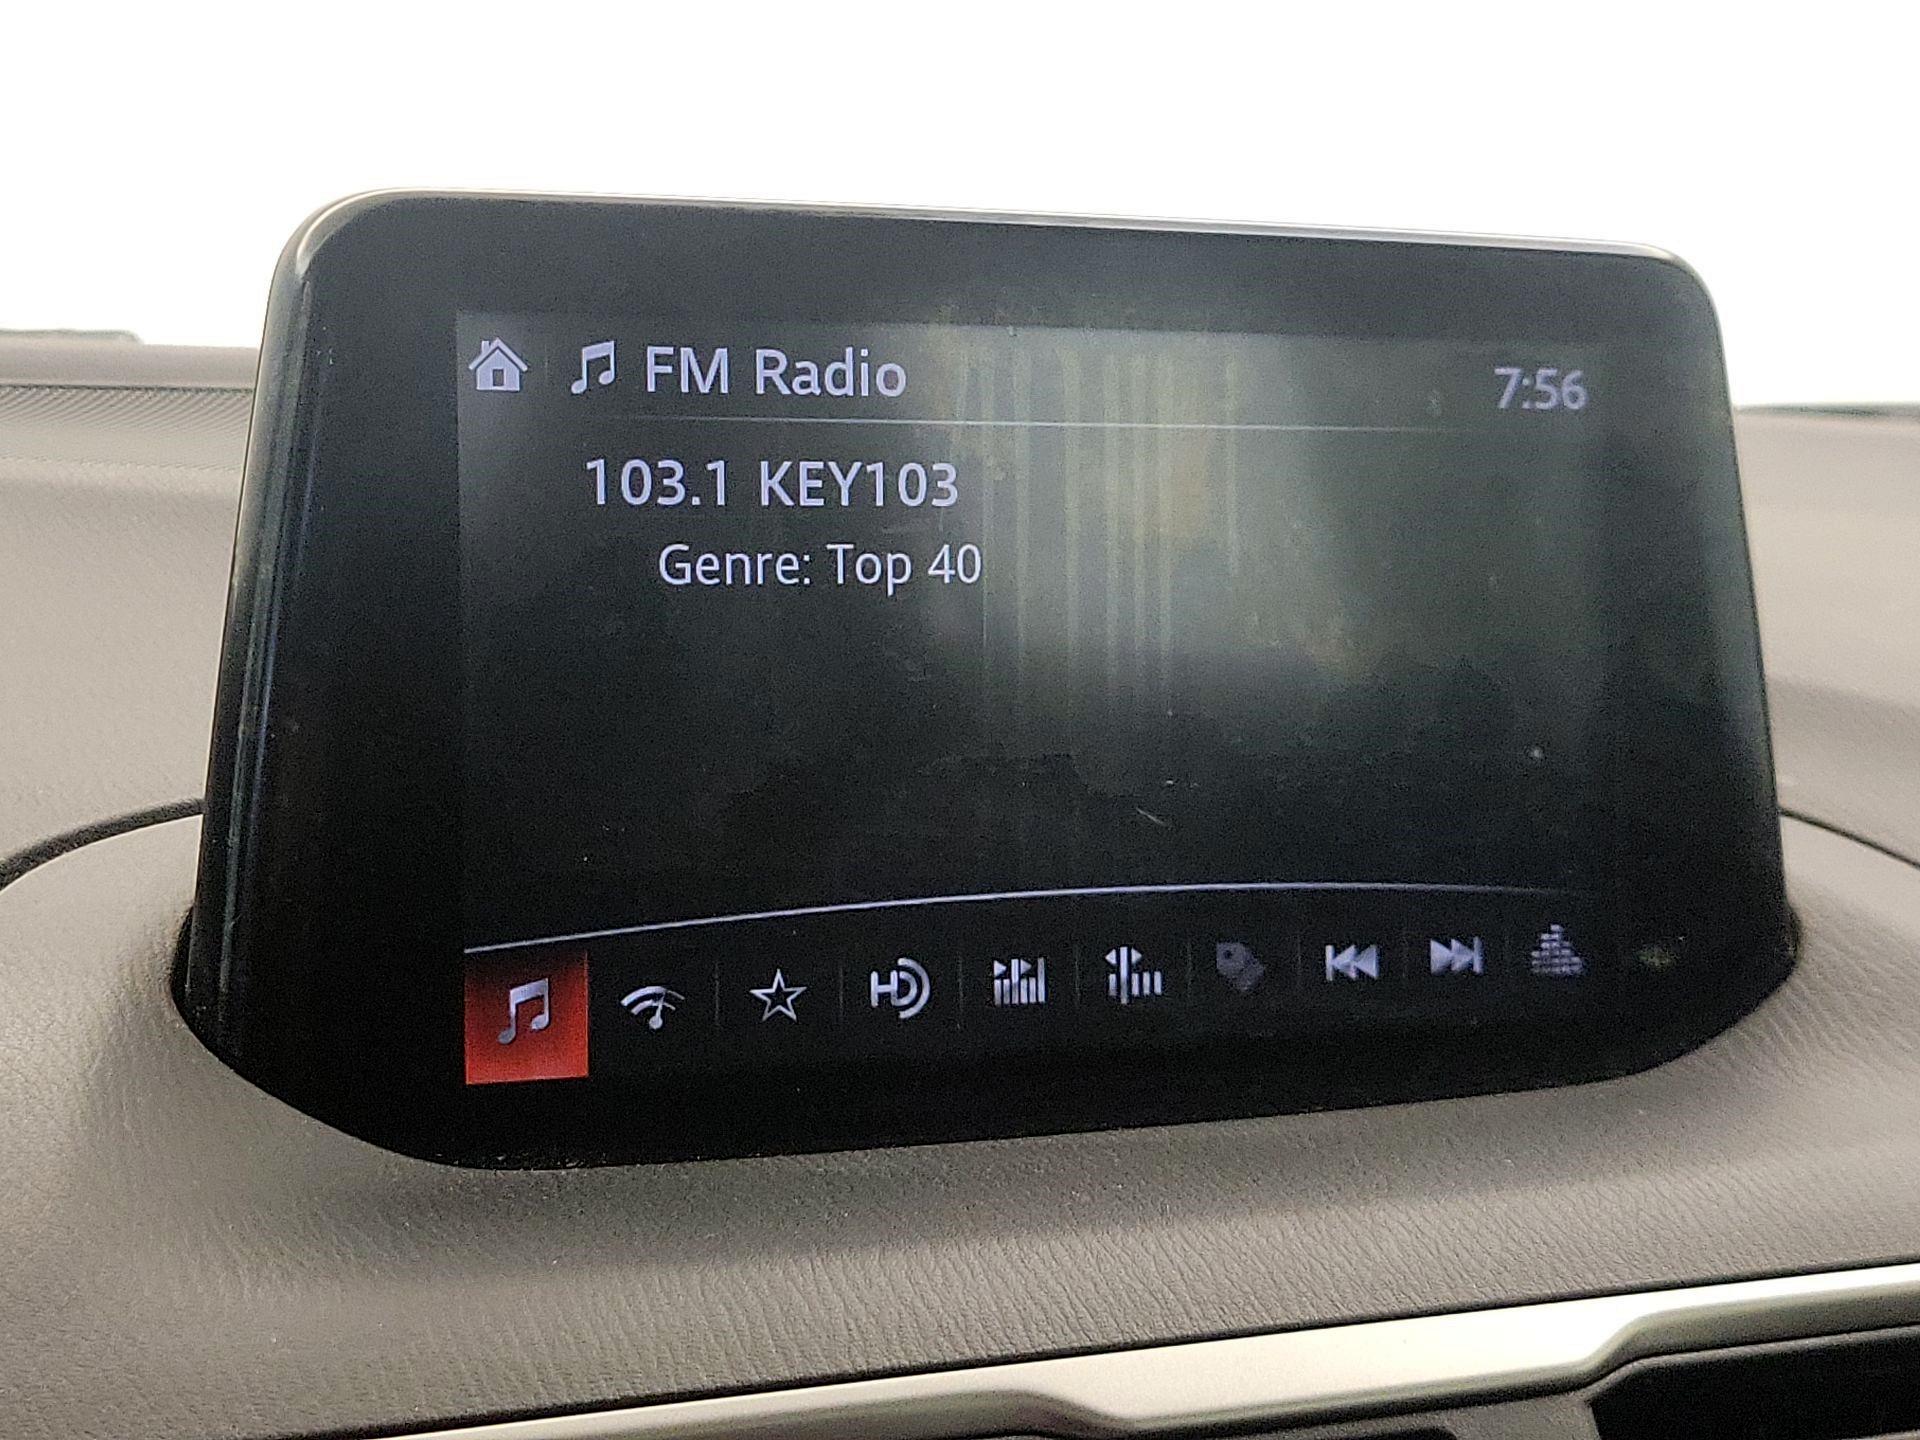 FM Radio 7:56
103.1 KEY103
Genre: Top 40
HD